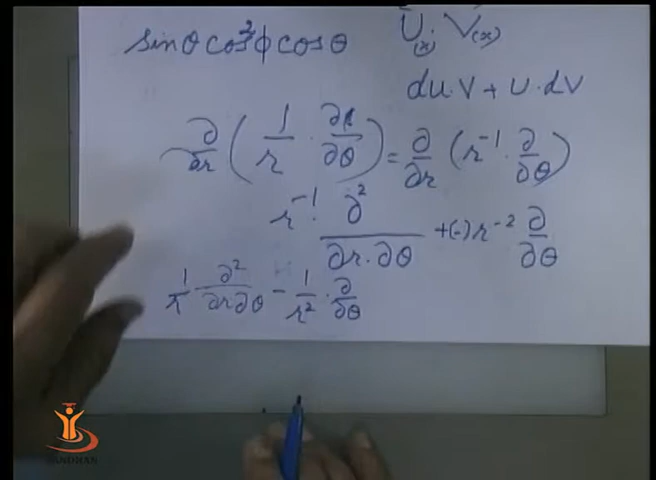 sinθ cos²φ cosθ   U(x) · V(x)
dU·V + U·dV
∂/∂r ( 1/r · ∂/∂θ ) = ∂/∂r ( r⁻¹ · ∂/∂θ )
r⁻¹ · ∂²/∂r·∂θ + (-) r⁻² ∂/∂θ
1/r ∂²/∂r∂θ - 1/r² · ∂/∂θ